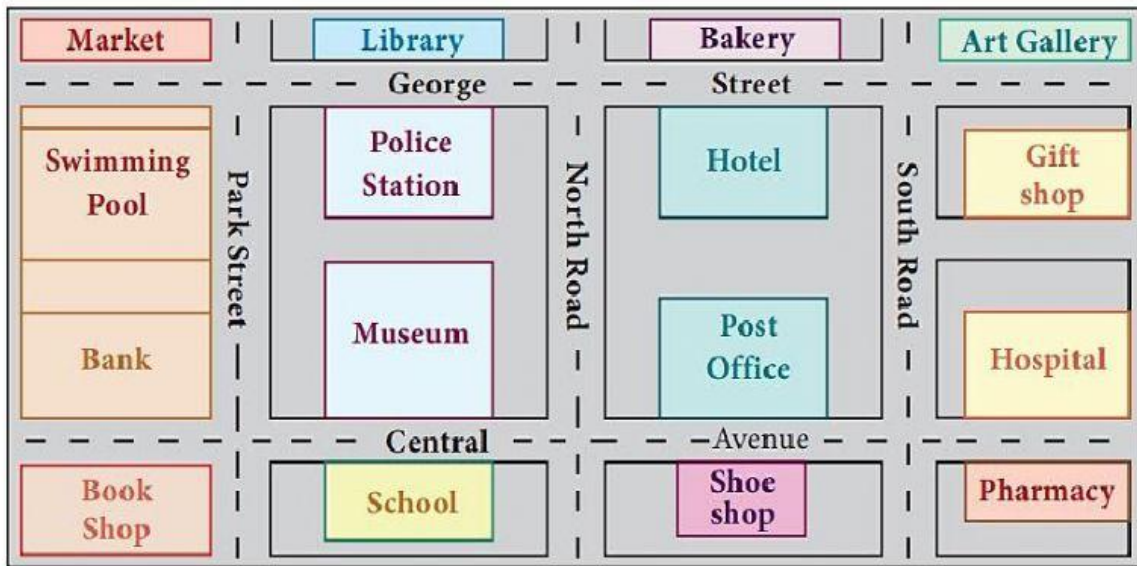 Market
Library
Bakery
Art Gallery
George Street
Swimming
Pool
Park Street
Police
Station
North Road
Hotel
South Road
Gift
shop
Bank
Museum
Post
Office
Hospital
Central Avenue
Book
Shop
School
Shoe
shop
Pharmacy